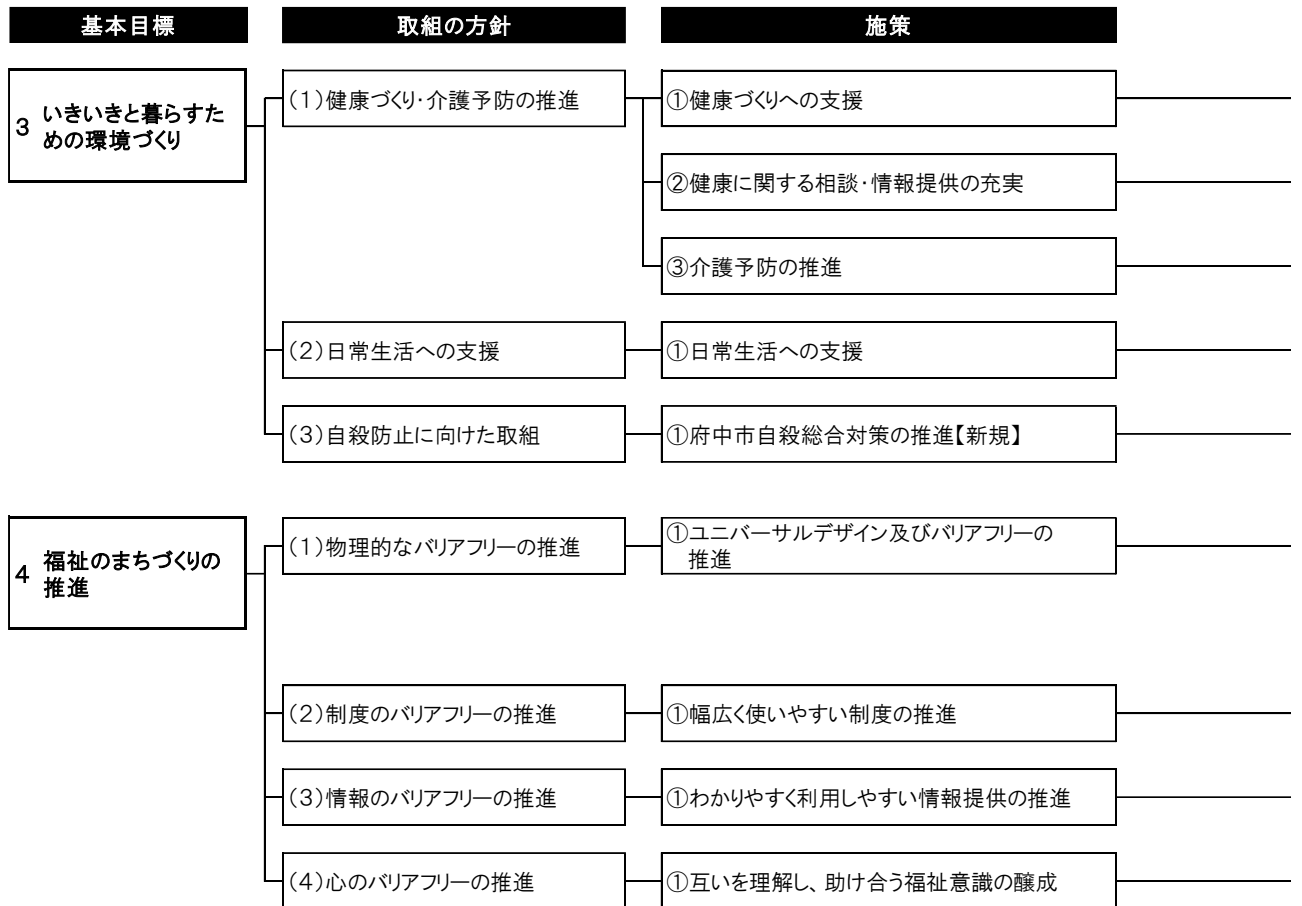 基本目標
取組の方針
施策
3 いきいきと暮らすた
めの環境づくり
(1)健康づくり・介護予防の推進
①健康づくりへの支援
②健康に関する相談・情報提供の充実
③介護予防の推進
(2)日常生活への支援
①日常生活への支援
(3)自殺防止に向けた取組
①府中市自殺総合対策の推進【新規】
4 福祉のまちづくりの
推進
(1)物理的なバリアフリーの推進
①ユニバーサルデザイン及びバリアフリーの
推進
(2)制度のバリアフリーの推進
①幅広く使いやすい制度の推進
(3)情報のバリアフリーの推進
①わかりやすく利用しやすい情報提供の推進
(4)心のバリアフリーの推進
①互いを理解し、助け合う福祉意識の醸成